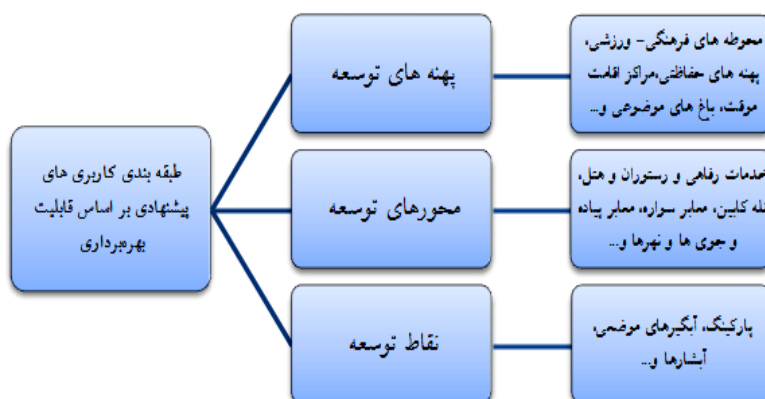 طبقه بندی کاربری های
پیشنهادی بر اساس قابلیت
بهره‌برداری
پهنه های توسعه
محوطه های فرهنگی- ورزشی،
پهنه های حفاظتی،مراکز اقامت
موقت، باغ های موضوعی و...
محورهای توسعه
خدمات رفاهی و رستوران و هتل،
تله کابین، معابر سواره، معابر پیاده
و جوی ها و نهرها و...
نقاط توسعه
پارکینگ، آبگیرهای موضعی،
آبشارها و...